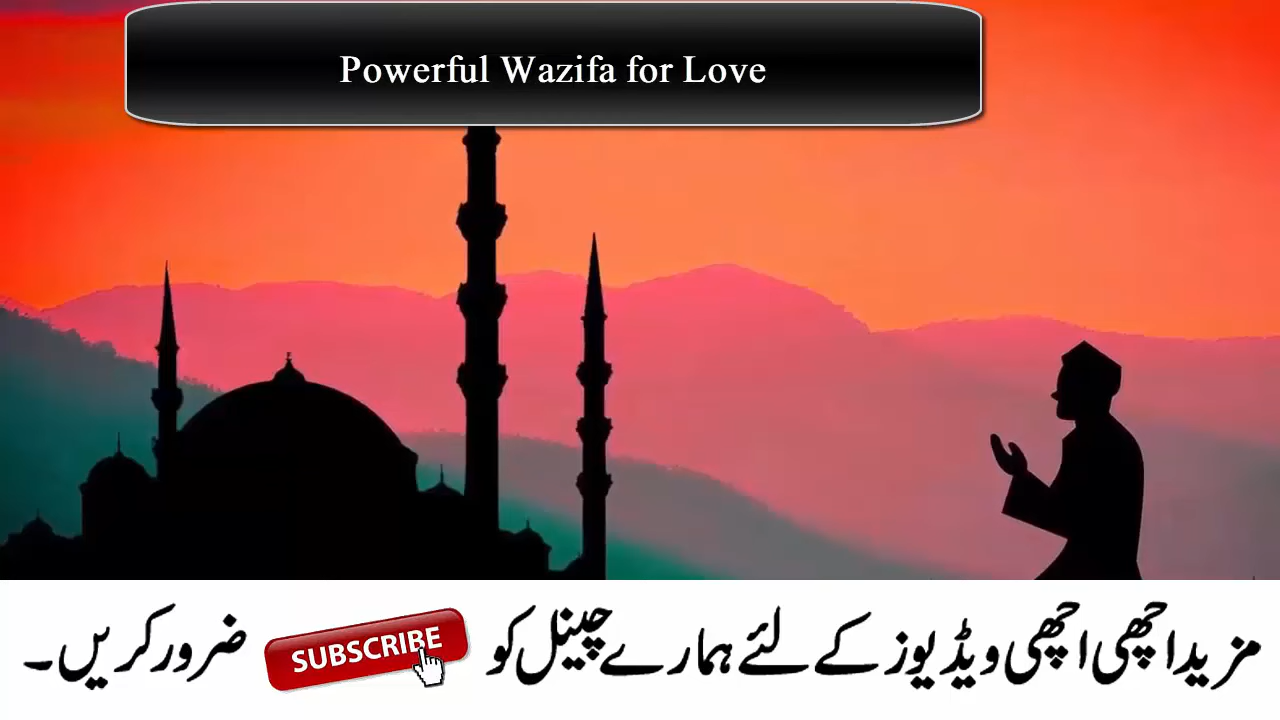 Powerful Wazifa for Love
مزید اچھی اچھی ویڈیوز کے لئے ہمارے چینل کو SUBSCRIBE ضرور کریں۔